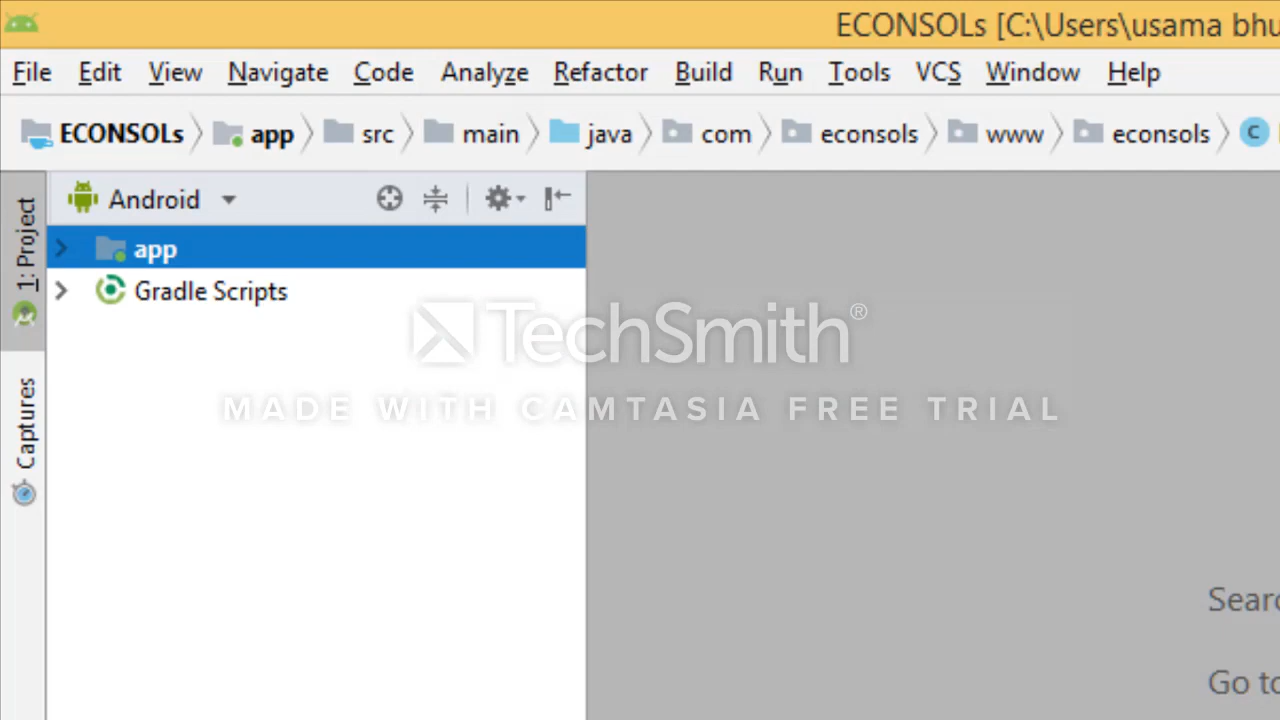 ECONSOLs [C:\Users\usama bhu
File Edit View Navigate Code Analyze Refactor Build Run Tools VCS Window Help
ECONSOLs app src main java com econsols www econsols C
1: Project
Android
app
Gradle Scripts
TechSmith®
MADE WITH CAMTASIA FREE TRIAL
Captures
Searc
Go to